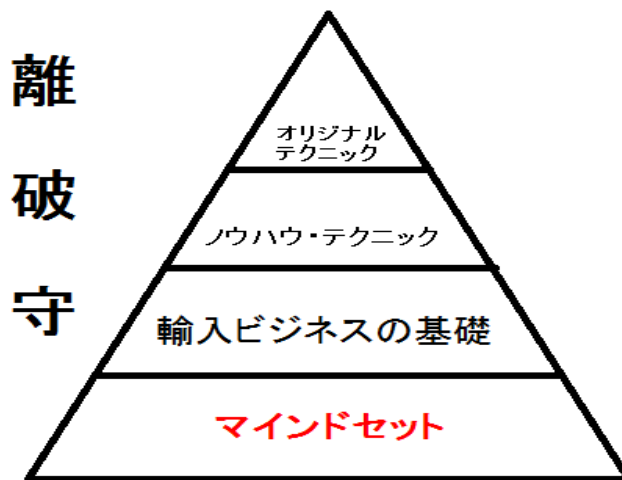 離
破
守
オリジナル
テクニック
ノウハウ・テクニック
輸入ビジネスの基礎
マインドセット